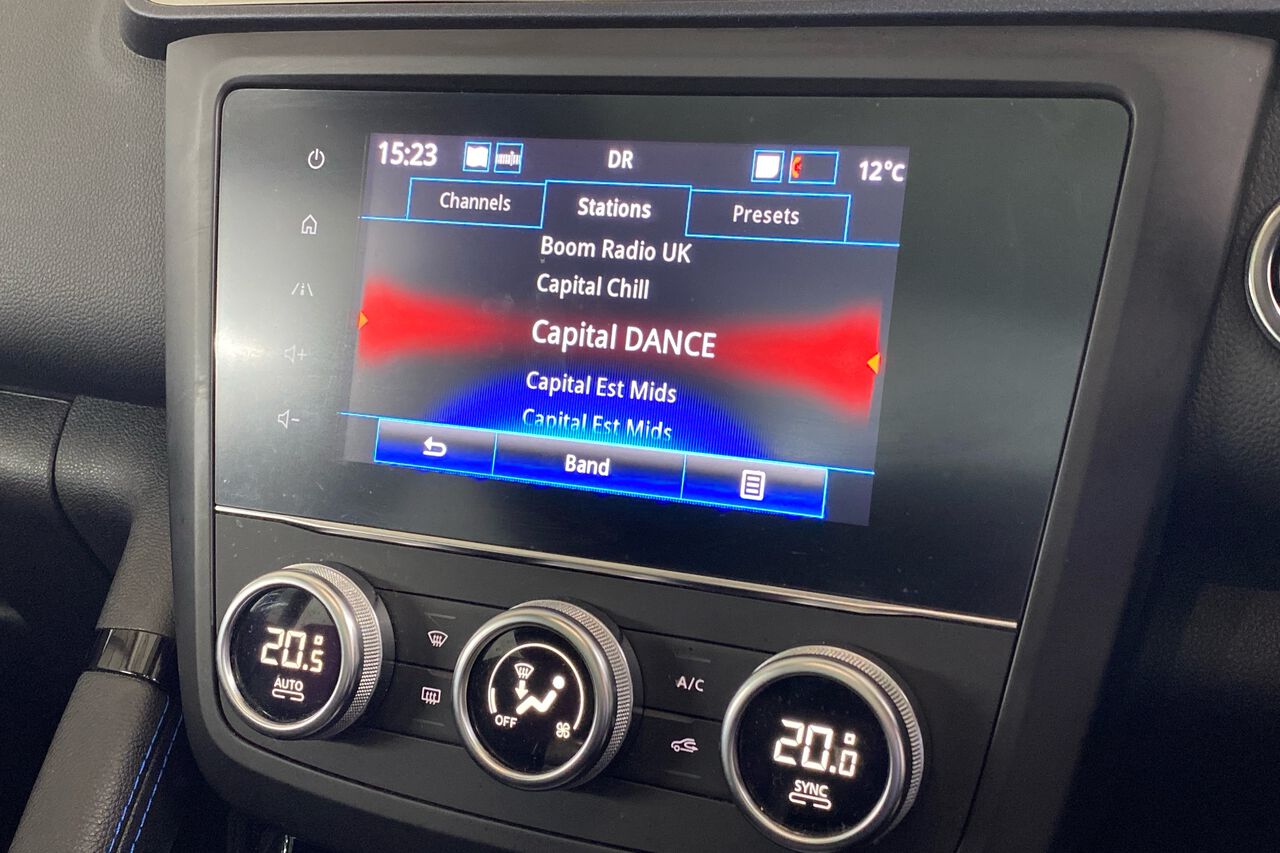 15:23 DR 12°C
Channels Stations Presets
Boom Radio UK
Capital Chill
Capital DANCE
Capital Est Mids
Capital Est Mids
Band
20.5°
AUTO
OFF
A/C
20.0°
SYNC